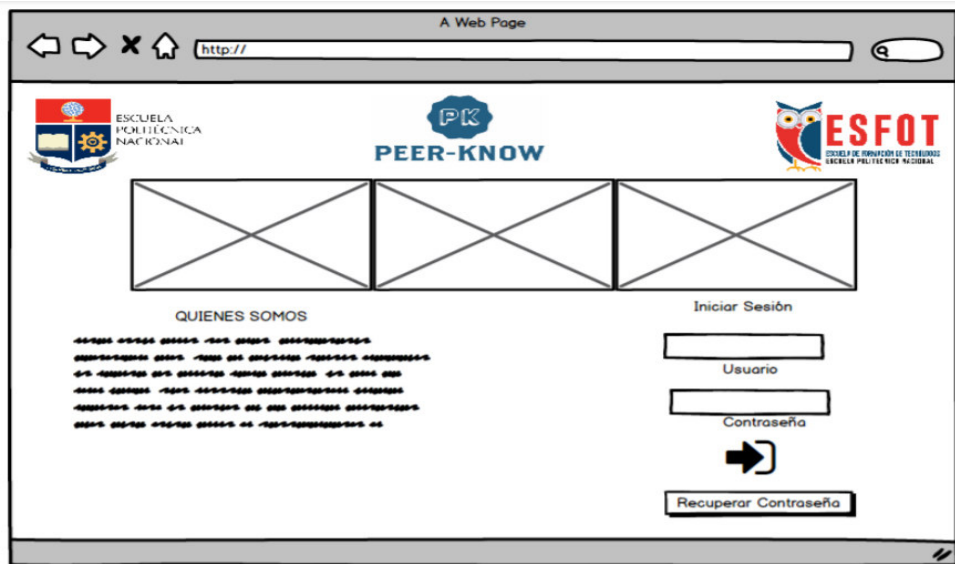 A Web Page
http://
ESCUELA
POLITÉCNICA
NACIONAL
PK
PEER-KNOW
ESFOT
ESCUELA DE FORMACIÓN DE TECNÓLOGOS
ESCUELA POLITÉCNICA NACIONAL
QUIENES SOMOS
Iniciar Sesión
Usuario
Contraseña
Recuperar Contraseña